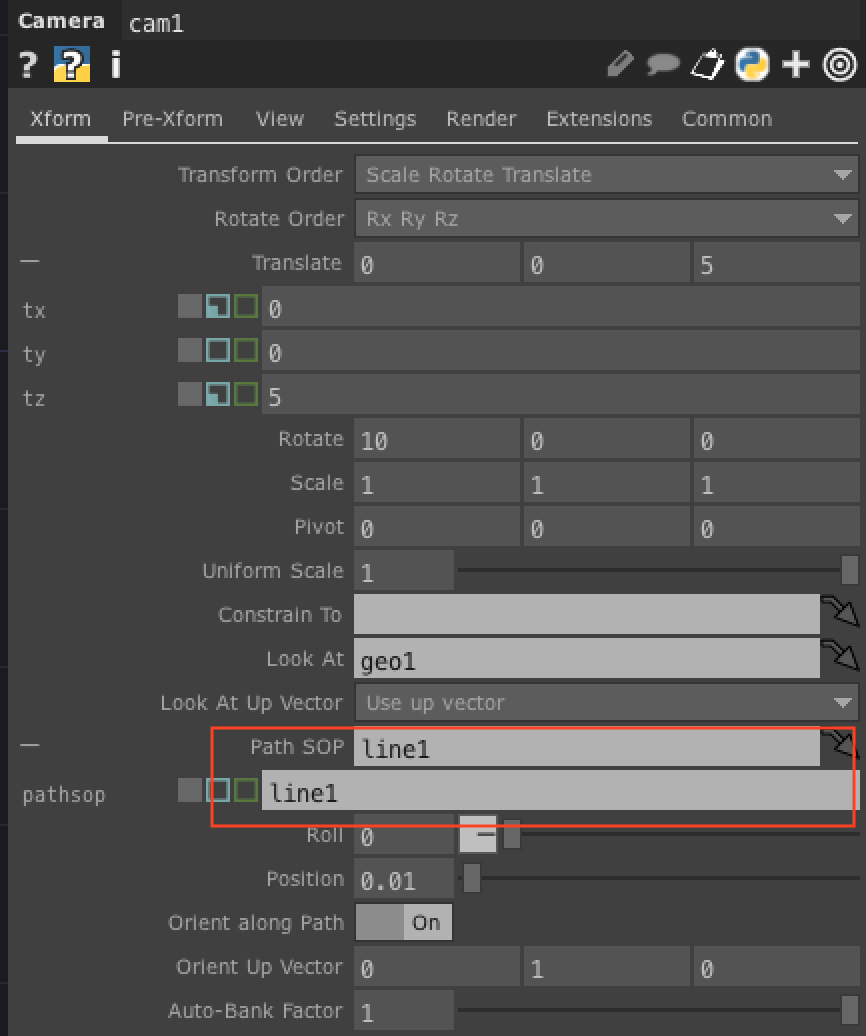 Camera cam1
? ? i
Xform Pre-Xform View Settings Render Extensions Common
Transform Order Scale Rotate Translate
Rotate Order Rx Ry Rz
Translate 0 0 5
tx 0
ty 0
tz 5
Rotate 10 0 0
Scale 1 1 1
Pivot 0 0 0
Uniform Scale 1
Constrain To
Look At geo1
Look At Up Vector Use up vector
Path SOP line1
pathsop line1
Roll 0
Position 0.01
Orient along Path On
Orient Up Vector 0 1 0
Auto-Bank Factor 1